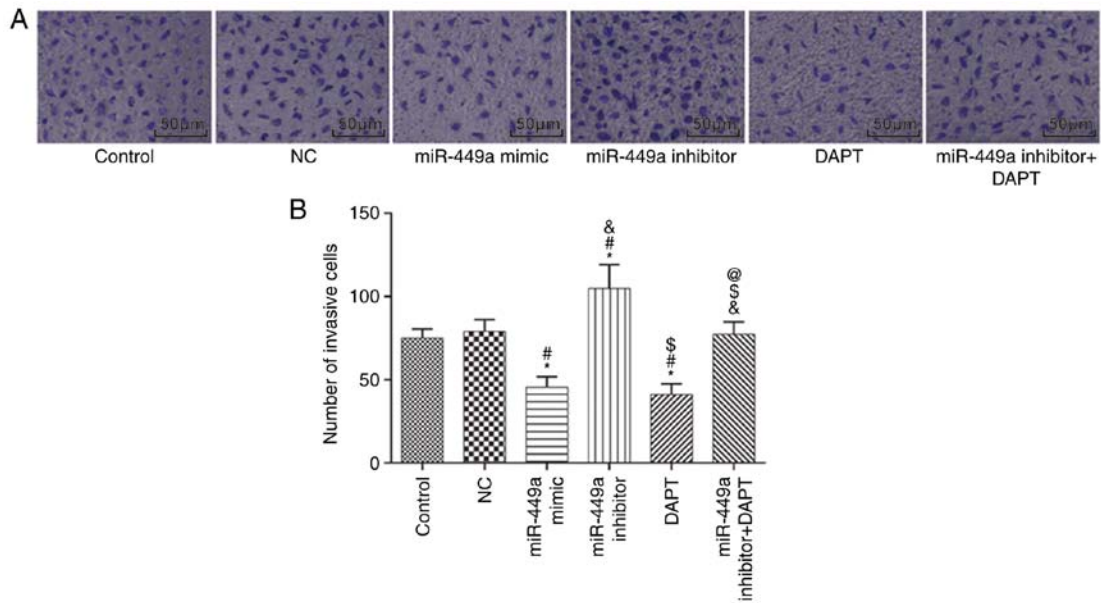 A
50μm
50μm
50μm
50μm
50μm
50μm
Control
NC
miR-449a mimic
miR-449a inhibitor
DAPT
miR-449a inhibitor+
DAPT
B
Number of invasive cells
150
100
50
0
#
*
&
#
*
$
#
*
@
$
&
Control
NC
miR-449a
mimic
miR-449a
inhibitor
DAPT
miR-449a
inhibitor+DAPT